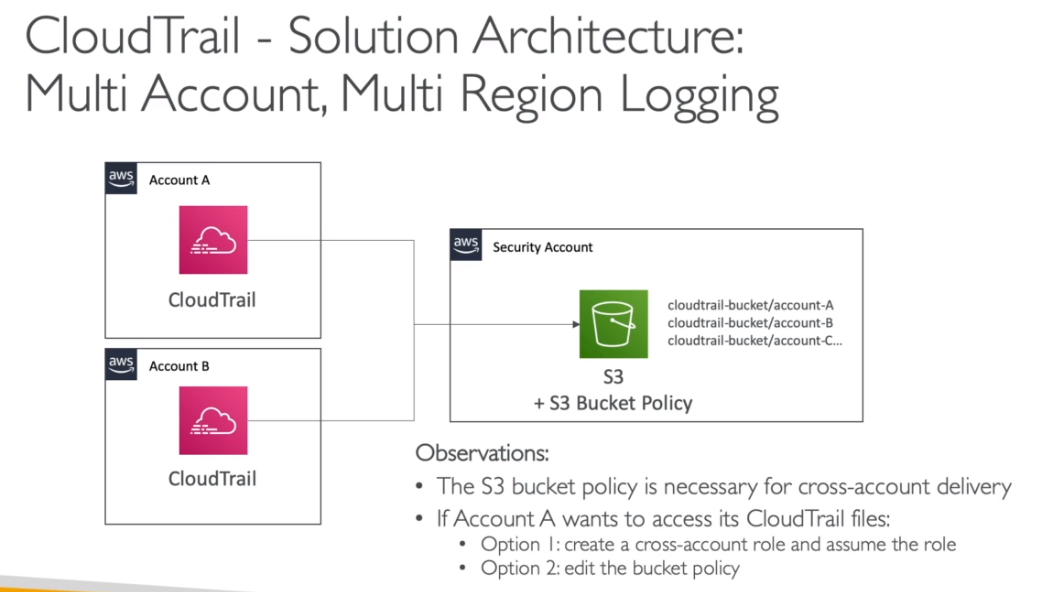 CloudTrail - Solution Architecture:
Multi Account, Multi Region Logging
aws
Account A
CloudTrail
aws
Account B
CloudTrail
aws
Security Account
cloudtrail-bucket/account-A
cloudtrail-bucket/account-B
cloudtrail-bucket/account-C...
S3
+ S3 Bucket Policy
Observations:
• The S3 bucket policy is necessary for cross-account delivery
• If Account A wants to access its CloudTrail files:
• Option 1: create a cross-account role and assume the role
• Option 2: edit the bucket policy